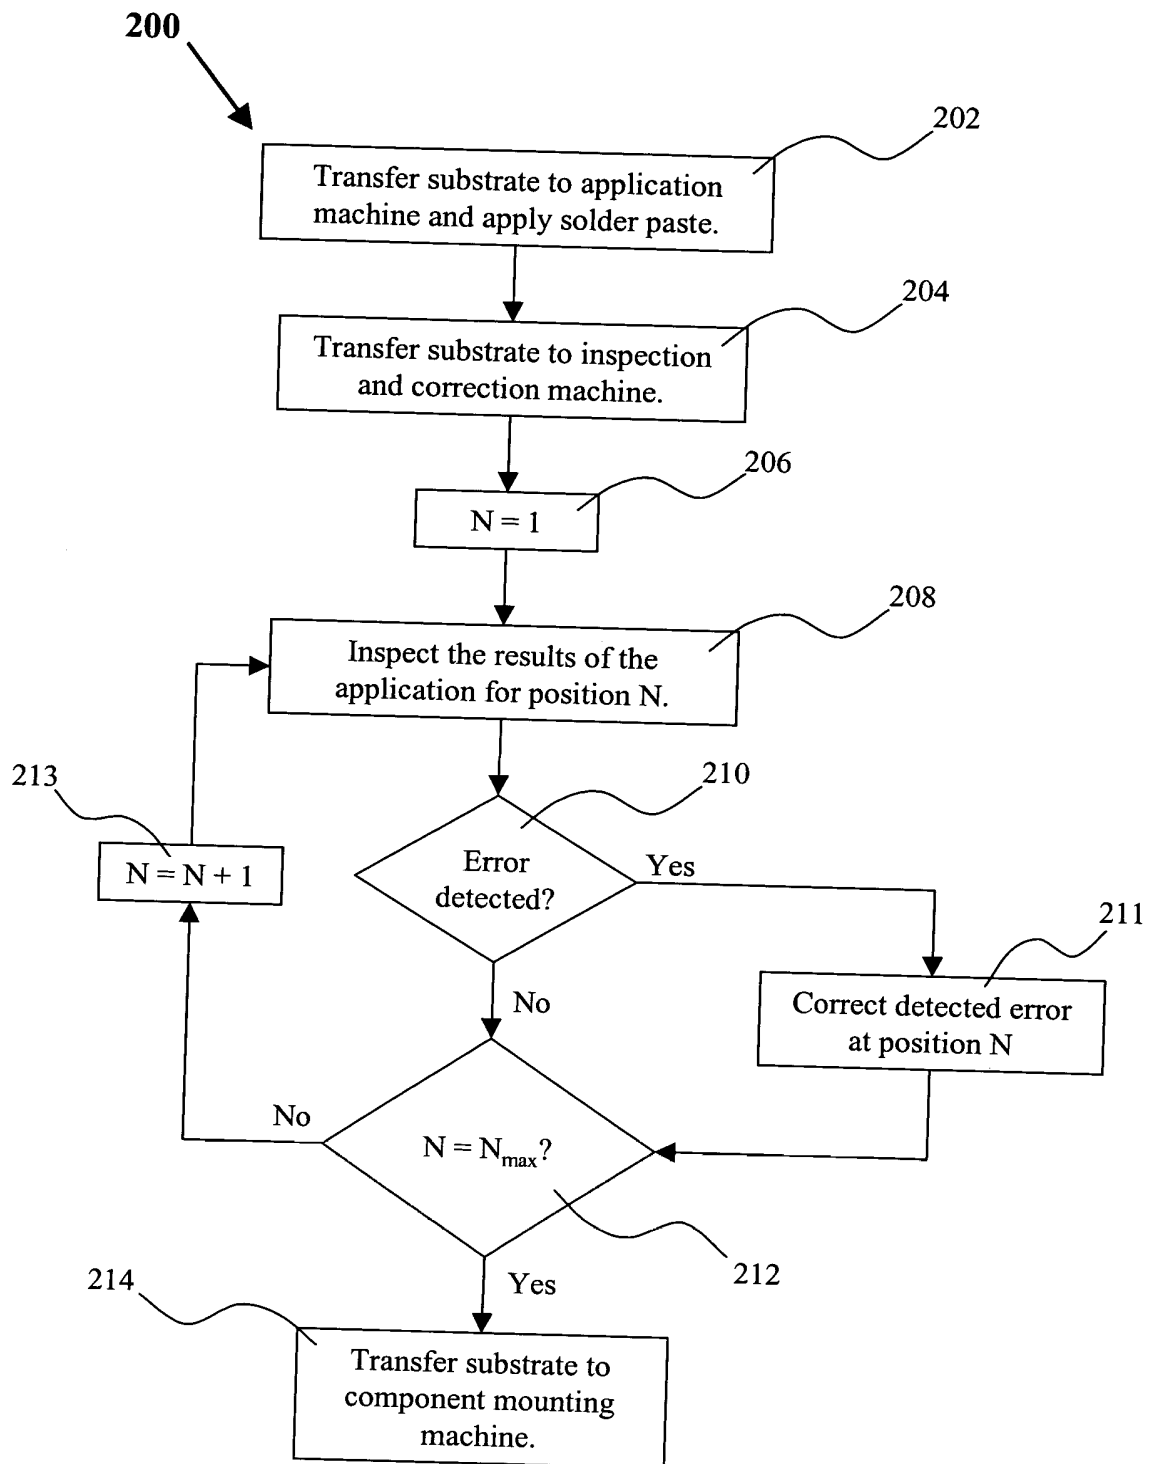 200
202
Transfer substrate to application
machine and apply solder paste.
204
Transfer substrate to inspection
and correction machine.
206
N = 1
208
Inspect the results of the
application for position N.
213
210
N = N + 1
Error
detected?
Yes
211
No
Correct detected error
at position N
No
N = Nmax?
212
214
Yes
Transfer substrate to
component mounting
machine.